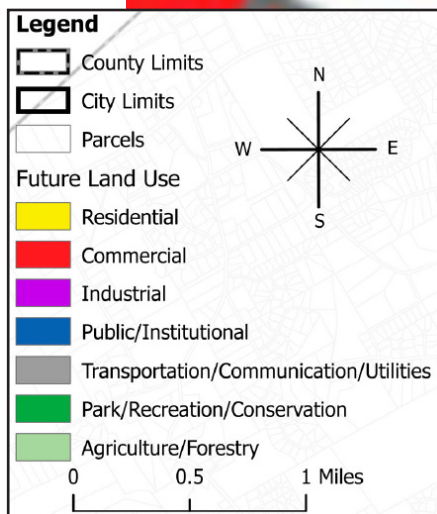 Legend
County Limits
City Limits
Parcels
Future Land Use
Residential
Commercial
Industrial
Public/Institutional
Transportation/Communication/Utilities
Park/Recreation/Conservation
Agriculture/Forestry
N
W E
S
0 0.5 1 Miles